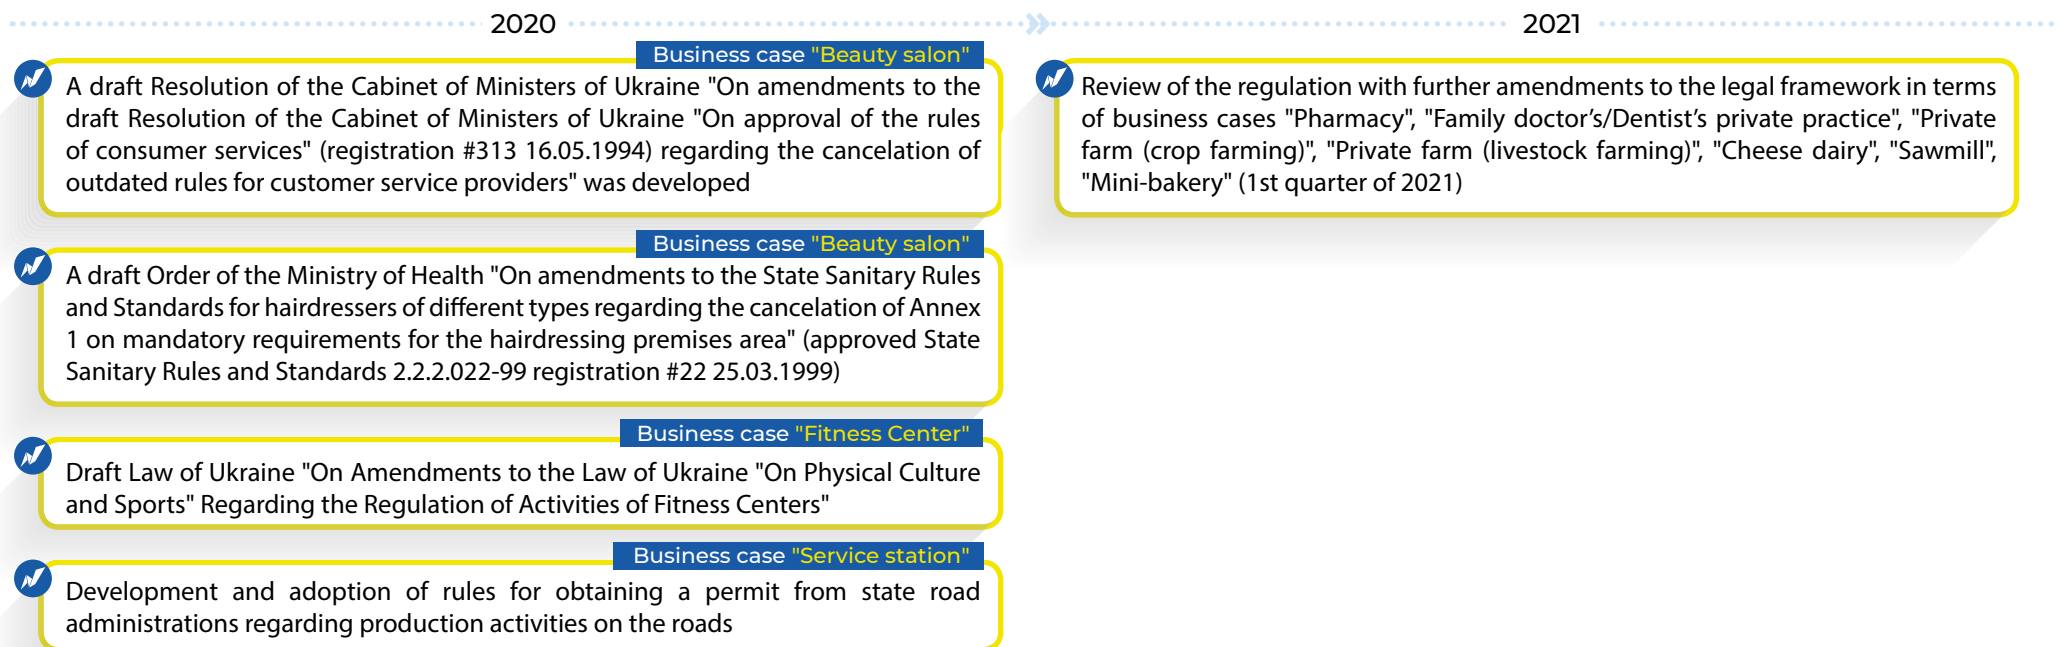 2020
Business case "Beauty salon"
A draft Resolution of the Cabinet of Ministers of Ukraine "On amendments to the
draft Resolution of the Cabinet of Ministers of Ukraine "On approval of the rules
of consumer services" (registration #313 16.05.1994) regarding the cancelation of
outdated rules for customer service providers" was developed
Business case "Beauty salon"
A draft Order of the Ministry of Health "On amendments to the State Sanitary Rules
and Standards for hairdressers of different types regarding the cancelation of Annex
1 on mandatory requirements for the hairdressing premises area" (approved State
Sanitary Rules and Standards 2.2.2.022-99 registration #22 25.03.1999)
Business case "Fitness Center"
Draft Law of Ukraine "On Amendments to the Law of Ukraine "On Physical Culture
and Sports" Regarding the Regulation of Activities of Fitness Centers"
Business case "Service station"
Development and adoption of rules for obtaining a permit from state road
administrations regarding production activities on the roads
2021
Review of the regulation with further amendments to the legal framework in terms
of business cases "Pharmacy", "Family doctor's/Dentist's private practice", "Private
farm (crop farming)", "Private farm (livestock farming)", "Cheese dairy", "Sawmill",
"Mini-bakery" (1st quarter of 2021)